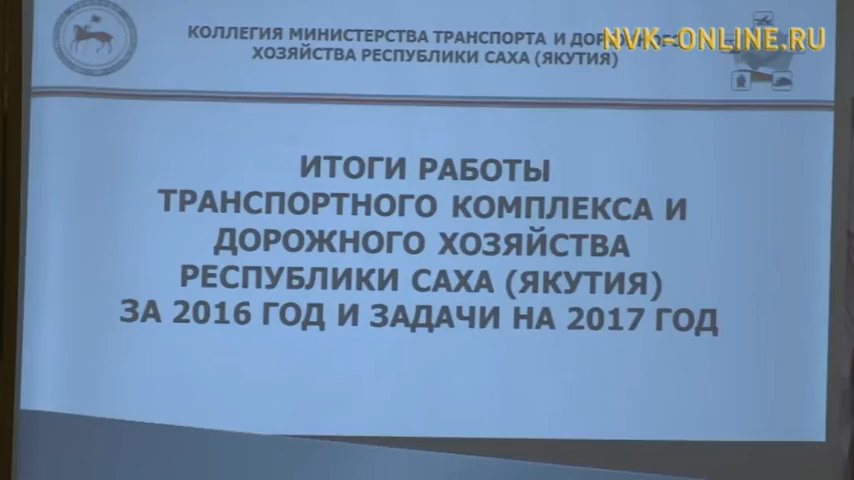 КОЛЛЕГИЯ МИНИСТЕРСТВА ТРАНСПОРТА И ДОРОЖНОГО
NVK-ONLINE.RU
ХОЗЯЙСТВА РЕСПУБЛИКИ САХА (ЯКУТИЯ)
ИТОГИ РАБОТЫ
ТРАНСПОРТНОГО КОМПЛЕКСА И
ДОРОЖНОГО ХОЗЯЙСТВА
РЕСПУБЛИКИ САХА (ЯКУТИЯ)
ЗА 2016 ГОД И ЗАДАЧИ НА 2017 ГОД